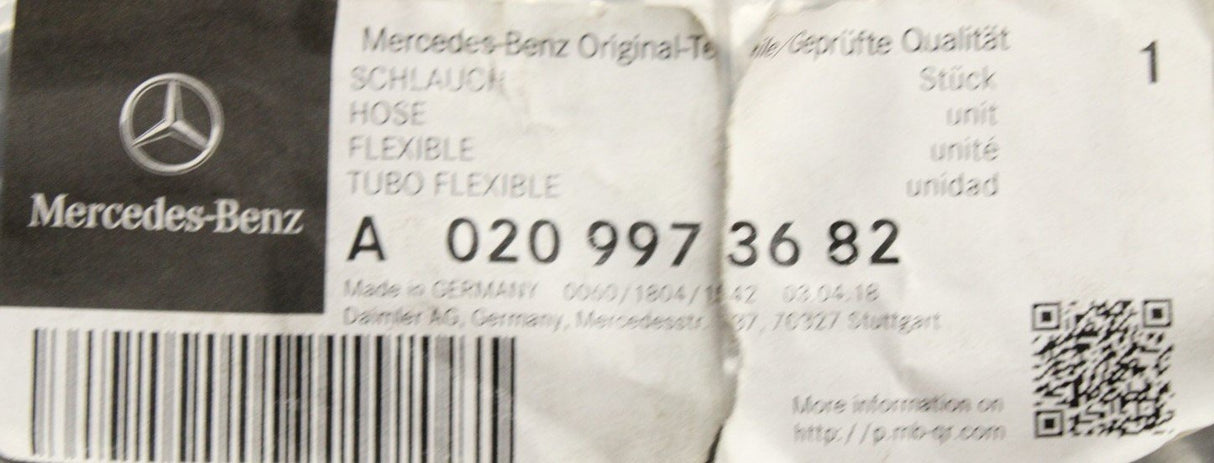 Mercedes-Benz
Mercedes-Benz Original-Teile/Geprüfte Qualität
SCHLAUCH Stück 1
HOSE unit
FLEXIBLE unité
TUBO FLEXIBLE unidad
A 020 997 36 82
Made in GERMANY 03.04.18
Daimler AG, Germany, Mercedesstr. 70327 Stuttgart
More information on
http://p.mb-qr.com